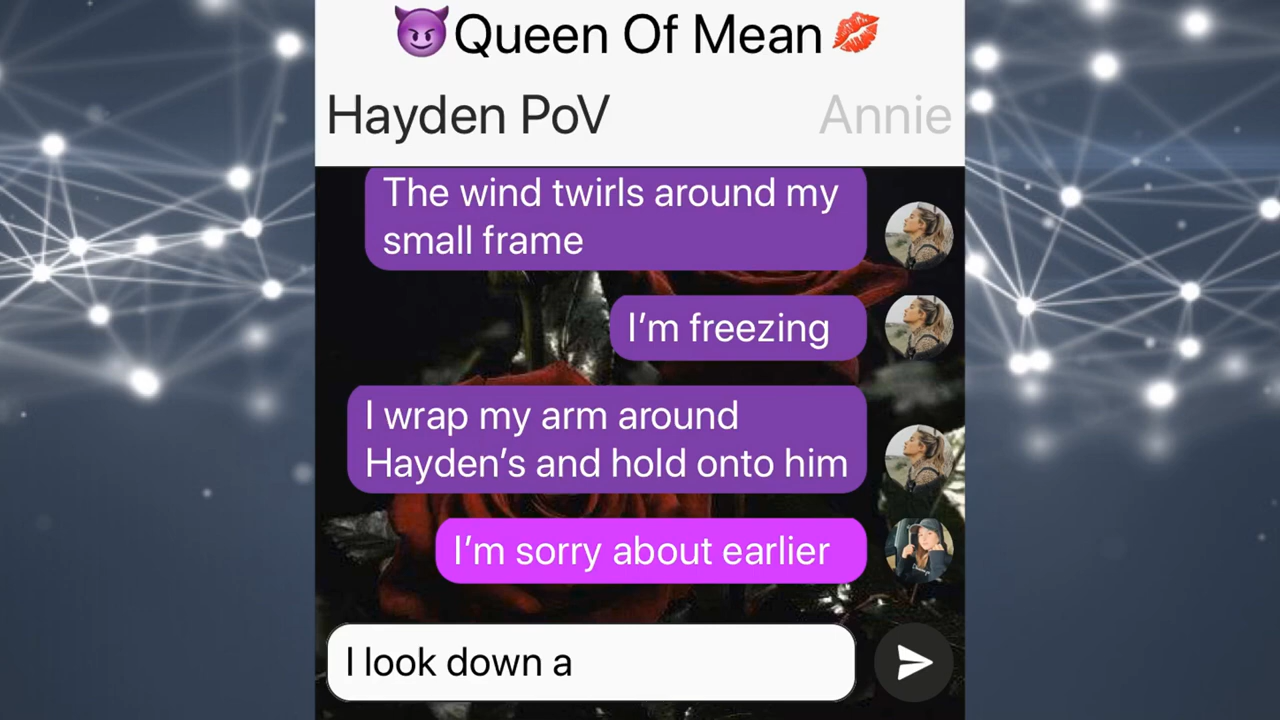 😈Queen Of Mean💋
Hayden PoV
Annie
The wind twirls around my
small frame
I’m freezing
I wrap my arm around
Hayden’s and hold onto him
I’m sorry about earlier
I look down a